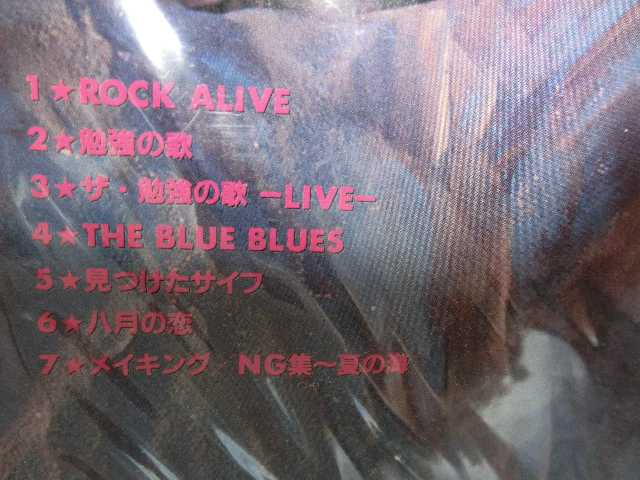 1★ROCK ALIVE
2★勉強の歌
3★ザ・勉強の歌 −LIVE−
4★THE BLUE BLUES
5★見つけたサイフ
6★八月の恋
7★メイキング NG集〜夏の海